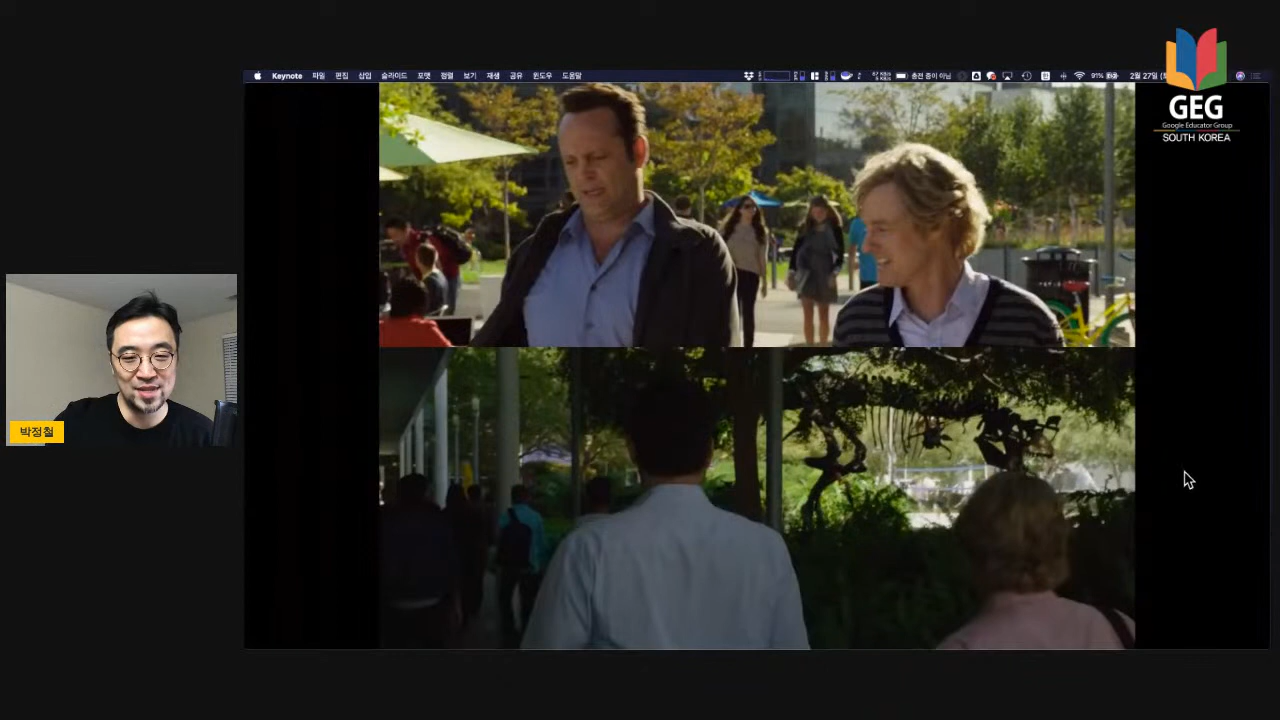 Keynote 파일 편집 삽입 슬라이드 포맷 정렬 보기 재생 공유 윈도우 도움말
충전 중이 아님 91% 2월 27일
GEG
Google Educator Group
SOUTH KOREA
박정철